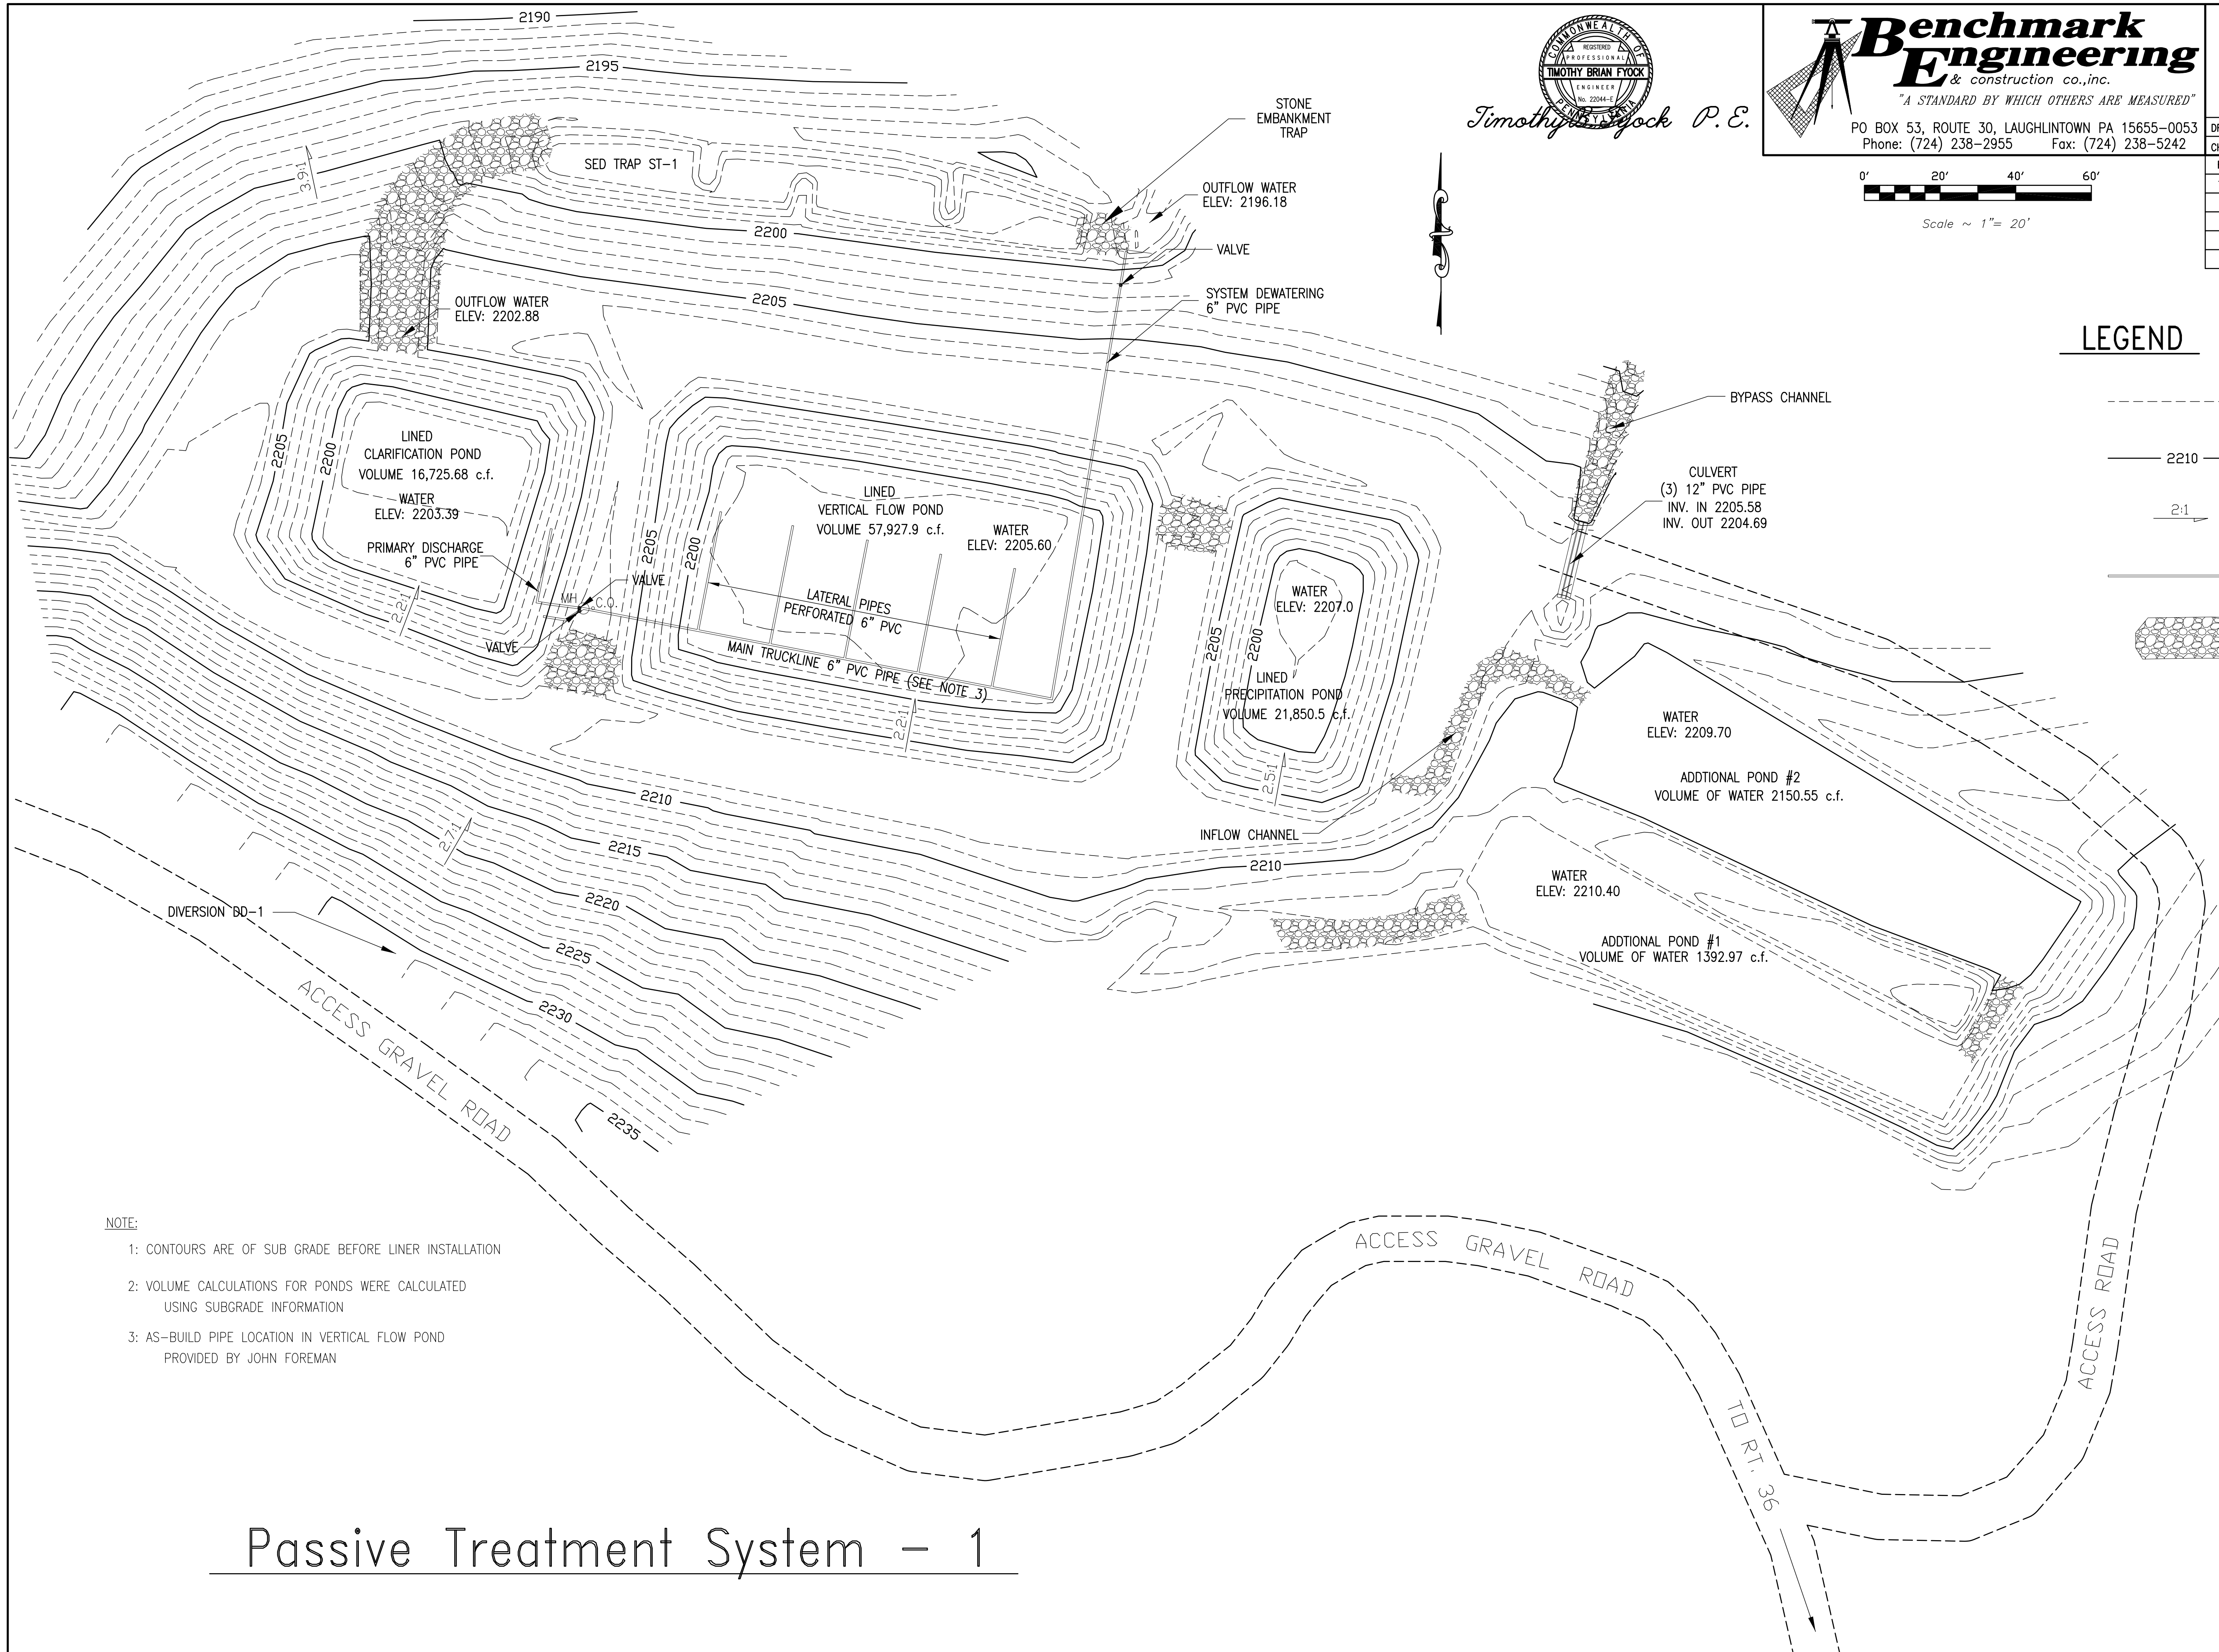 2190
2195
3.9:1
SED TRAP ST-1
STONE
EMBANKMENT
TRAP
OUTFLOW WATER
ELEV: 2196.18
VALVE
2200
2205
SYSTEM DEWATERING
6" PVC PIPE
OUTFLOW WATER
ELEV: 2202.88
COMMONWEALTH OF
REGISTERED
PROFESSIONAL
TIMOTHY BRIAN FYOCK
ENGINEER
No. 22044-E
PENNSYLVANIA
Timothy B. Fyock P.E.
Benchmark
Engineering
& construction co.,inc.
"A STANDARD BY WHICH OTHERS ARE MEASURED"
PO BOX 53, ROUTE 30, LAUGHLINTOWN PA 15655-0053
Phone: (724) 238-2955 Fax: (724) 238-5242
0' 20' 40' 60'
Scale ~ 1"= 20'
LEGEND
2210
2:1
BYPASS CHANNEL
CULVERT
(3) 12" PVC PIPE
INV. IN 2205.58
INV. OUT 2204.69
2205
2200
LINED
CLARIFICATION POND
VOLUME 16,725.68 c.f.
WATER
ELEV: 2203.39
PRIMARY DISCHARGE
6" PVC PIPE
2.2:1
MH
C.O.
VALVE
VALVE
2205
2200
LINED
VERTICAL FLOW POND
VOLUME 57,927.9 c.f.
WATER
ELEV: 2205.60
LATERAL PIPES
PERFORATED 6" PVC
MAIN TRUCKLINE 6" PVC PIPE (SEE NOTE 3)
2.2:1
2205
2200
WATER
ELEV: 2207.0
LINED
PRECIPITATION POND
VOLUME 21,850.5 c.f.
2.5:1
WATER
ELEV: 2209.70
ADDTIONAL POND #2
VOLUME OF WATER 2150.55 c.f.
INFLOW CHANNEL
2210
WATER
ELEV: 2210.40
ADDTIONAL POND #1
VOLUME OF WATER 1392.97 c.f.
2210
2.7:1
2215
2220
2225
2230
2235
DIVERSION DD-1
ACCESS GRAVEL ROAD
ACCESS GRAVEL ROAD
ACCESS ROAD
TO RT. 36
NOTE:
1: CONTOURS ARE OF SUB GRADE BEFORE LINER INSTALLATION
2: VOLUME CALCULATIONS FOR PONDS WERE CALCULATED
USING SUBGRADE INFORMATION
3: AS-BUILD PIPE LOCATION IN VERTICAL FLOW POND
PROVIDED BY JOHN FOREMAN
Passive Treatment System - 1